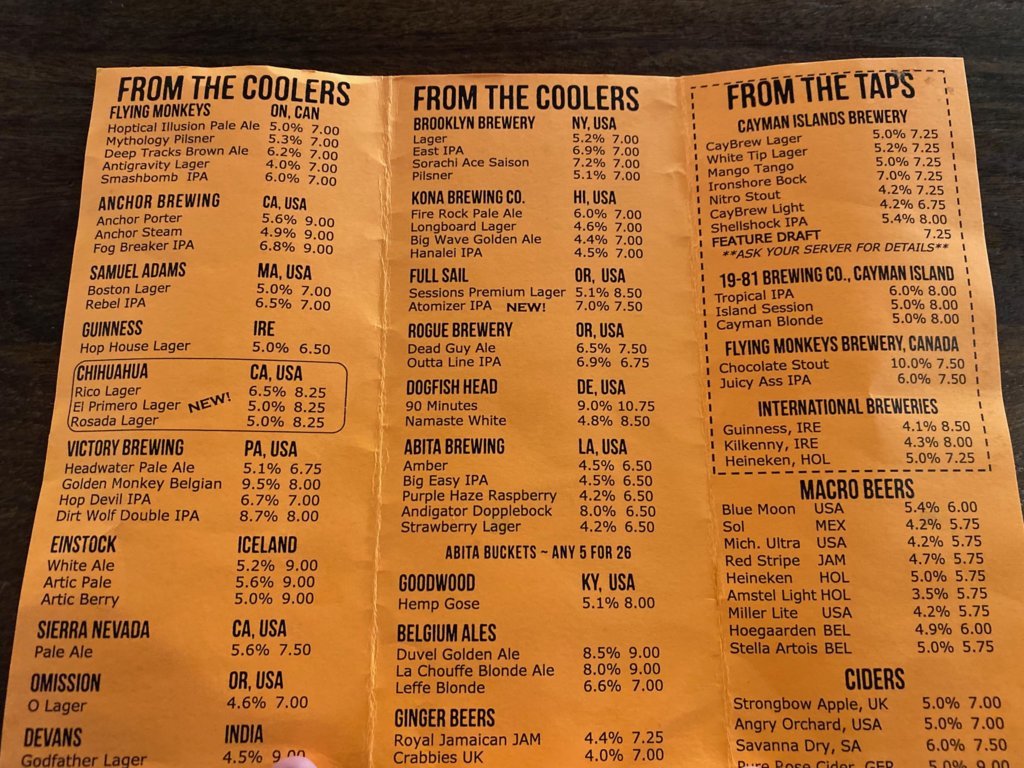 FROM THE COOLERS
FLYING MONKEYS ON, CAN
Hoptical Illusion Pale Ale 5.0% 7.00
Mythology Pilsner 5.3% 7.00
Deep Tracks Brown Ale 6.2% 7.00
Antigravity Lager 4.0% 7.00
Smashbomb IPA 6.0% 7.00
ANCHOR BREWING CA, USA
Anchor Porter 5.6% 9.00
Anchor Steam 4.9% 9.00
Fog Breaker IPA 6.8% 9.00
SAMUEL ADAMS MA, USA
Boston Lager 5.0% 7.00
Rebel IPA 6.5% 7.00
GUINNESS IRE
Hop House Lager 5.0% 6.50
CHIHUAHUA CA, USA
Rico Lager 6.5% 8.25
El Primero Lager NEW! 5.0% 8.25
Rosada Lager 5.0% 8.25
VICTORY BREWING PA, USA
Headwater Pale Ale 5.1% 6.75
Golden Monkey Belgian 9.5% 8.00
Hop Devil IPA 6.7% 7.00
Dirt Wolf Double IPA 8.7% 8.00
EINSTOCK ICELAND
White Ale 5.2% 9.00
Artic Pale 5.6% 9.00
Artic Berry 5.0% 9.00
SIERRA NEVADA CA, USA
Pale Ale 5.6% 7.50
OMISSION OR, USA
O Lager 4.6% 7.00
DEVANS INDIA
Godfather Lager 4.5% 9.00
FROM THE COOLERS
BROOKLYN BREWERY NY, USA
Lager 5.2% 7.00
East IPA 6.9% 7.00
Sorachi Ace Saison 7.2% 7.00
Pilsner 5.1% 7.00
KONA BREWING CO. HI, USA
Fire Rock Pale Ale 6.0% 7.00
Longboard Lager 4.6% 7.00
Big Wave Golden Ale 4.4% 7.00
Hanalei IPA 4.5% 7.00
FULL SAIL OR, USA
Sessions Premium Lager 5.1% 8.50
Atomizer IPA NEW! 7.0% 7.50
ROGUE BREWERY OR, USA
Dead Guy Ale 6.5% 7.50
Outta Line IPA 6.9% 6.75
DOGFISH HEAD DE, USA
90 Minutes 9.0% 10.75
Namaste White 4.8% 8.50
ABITA BREWING LA, USA
Amber 4.5% 6.50
Big Easy IPA 4.5% 6.50
Purple Haze Raspberry 4.2% 6.50
Andigator Dopplebock 8.0% 6.50
Strawberry Lager 4.2% 6.50
ABITA BUCKETS ~ ANY 5 FOR 26
GOODWOOD KY, USA
Hemp Gose 5.1% 8.00
BELGIUM ALES
Duvel Golden Ale 8.5% 9.00
La Chouffe Blonde Ale 8.0% 9.00
Leffe Blonde 6.6% 7.00
GINGER BEERS
Royal Jamaican JAM 4.4% 7.25
Crabbies UK 4.0% 7.00
FROM THE TAPS
CAYMAN ISLANDS BREWERY
CayBrew Lager 5.0% 7.25
White Tip Lager 5.2% 7.25
Mango Tango 5.0% 7.25
Ironshore Bock 7.0% 7.25
Nitro Stout 4.2% 7.25
CayBrew Light 4.2% 6.75
Shellshock IPA 5.4% 8.00
FEATURE DRAFT 7.25
**ASK YOUR SERVER FOR DETAILS**
19-81 BREWING CO., CAYMAN ISLAND
Tropical IPA 6.0% 8.00
Island Session 5.0% 8.00
Cayman Blonde 5.0% 8.00
FLYING MONKEYS BREWERY, CANADA
Chocolate Stout 10.0% 7.50
Juicy Ass IPA 6.0% 7.50
INTERNATIONAL BREWERIES
Guinness, IRE 4.1% 8.50
Kilkenny, IRE 4.3% 8.00
Heineken, HOL 5.0% 7.25
MACRO BEERS
Blue Moon USA 5.4% 6.00
Sol MEX 4.2% 5.75
Mich. Ultra USA 4.2% 5.75
Red Stripe JAM 4.7% 5.75
Heineken HOL 5.0% 5.75
Amstel Light HOL 3.5% 5.75
Miller Lite USA 4.2% 5.75
Hoegaarden BEL 4.9% 6.00
Stella Artois BEL 5.0% 5.75
CIDERS
Strongbow Apple, UK 5.0% 7.00
Angry Orchard, USA 5.0% 7.00
Savanna Dry, SA 6.0% 7.50
Pure Rose Cider, GER 5.0% 9.00